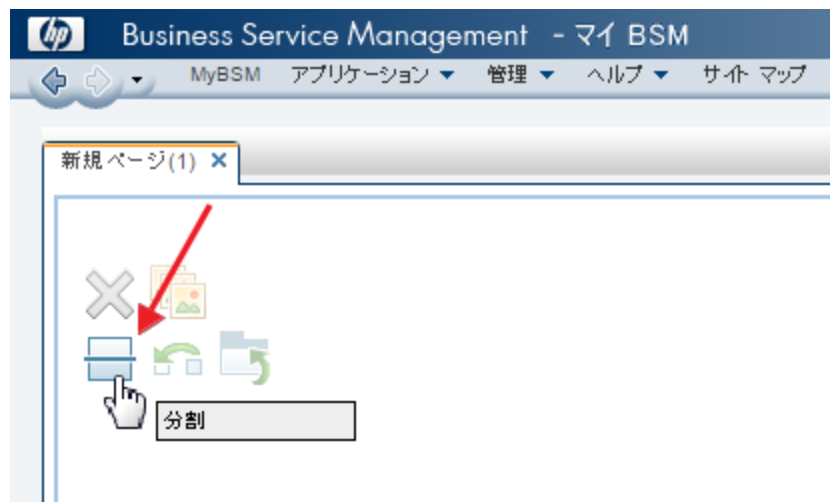 hp Business Service Management - マイ BSM
MyBSM アプリケーション 管理 ヘルプ サイト マップ
新規ページ(1)
分割